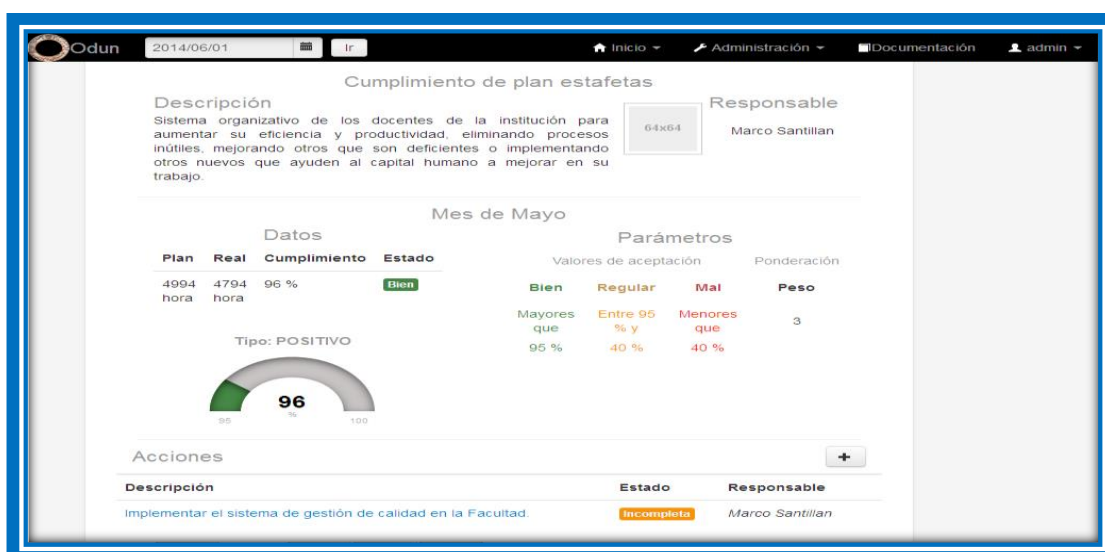 Odun 2014/06/01 Ir Inicio Administración Documentación admin
Cumplimiento de plan estafetas
Descripción
Sistema organizativo de los docentes de la institución para
aumentar su eficiencia y productividad, eliminando procesos
inútiles, mejorando otros que son deficientes o implementando
otros nuevos que ayuden al capital humano a mejorar en su
trabajo.
64x64
Responsable
Marco Santillan
Mes de Mayo
Datos
Plan Real Cumplimiento Estado
4994 4794 96 % Bien
hora hora
Tipo: POSITIVO
96
%
95 100
Parámetros
Valores de aceptación Ponderación
Bien Regular Mal Peso
Mayores Entre 95 Menores
que % y que 3
95 % 40 % 40 %
Acciones +
Descripción Estado Responsable
Implementar el sistema de gestión de calidad en la Facultad. Incompleta Marco Santillan